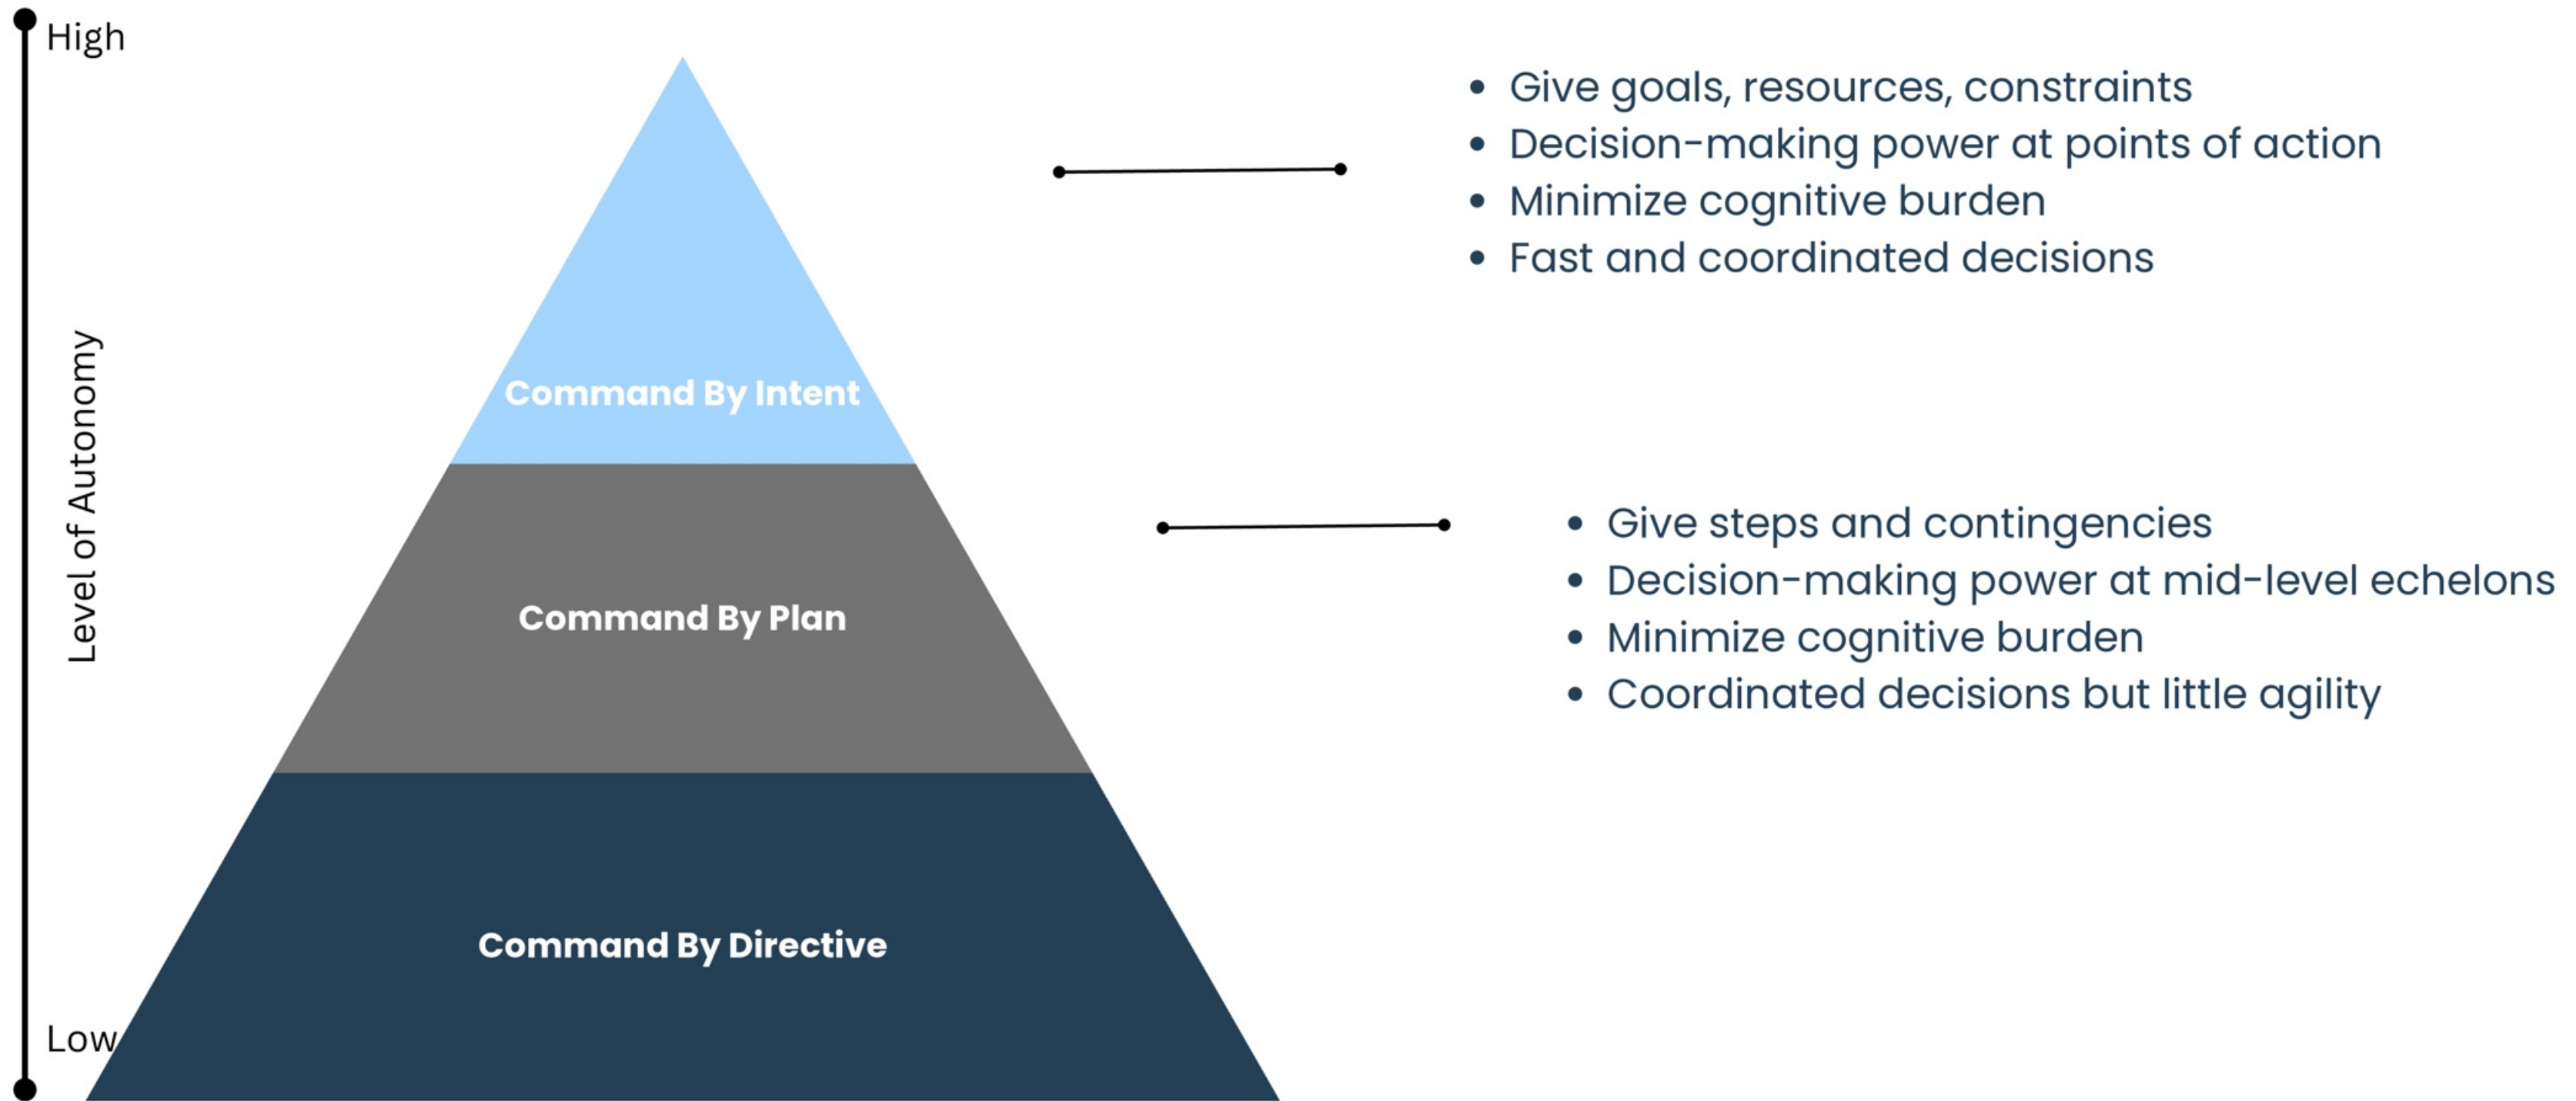 High
Level of Autonomy
Low
Command By Intent
Command By Plan
Command By Directive
• Give goals, resources, constraints
• Decision-making power at points of action
• Minimize cognitive burden
• Fast and coordinated decisions
• Give steps and contingencies
• Decision-making power at mid-level echelons
• Minimize cognitive burden
• Coordinated decisions but little agility